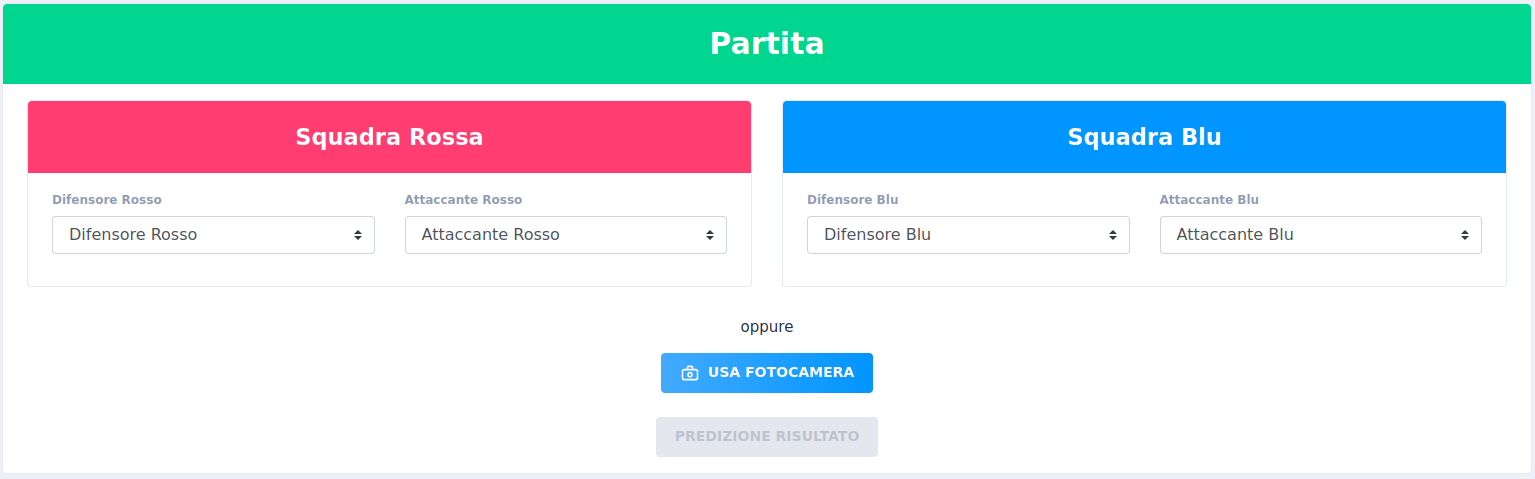 Partita
Squadra Rossa
Difensore Rosso
Difensore Rosso
Attaccante Rosso
Attaccante Rosso
Squadra Blu
Difensore Blu
Difensore Blu
Attaccante Blu
Attaccante Blu
oppure
USA FOTOCAMERA
PREDIZIONE RISULTATO